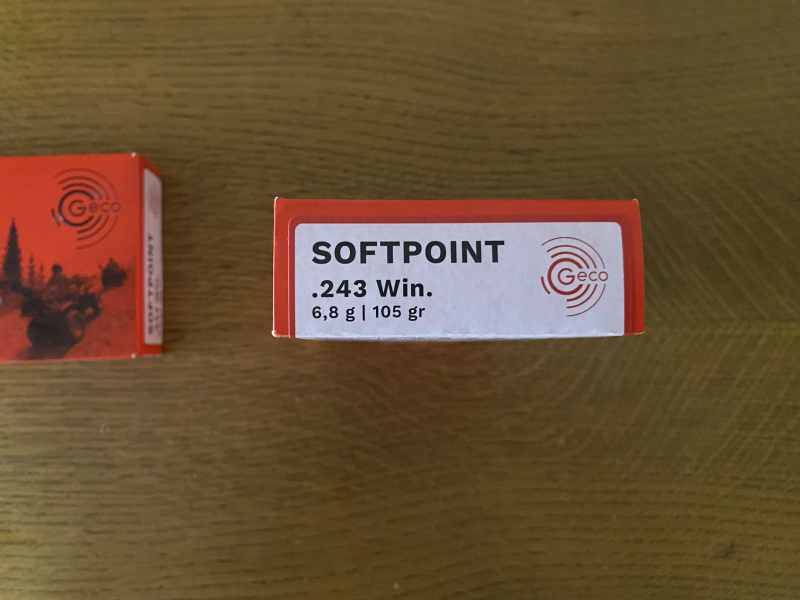 Geco
SOFTPOINT
SOFTPOINT
.243 Win.
6,8 g | 105 gr
Geco